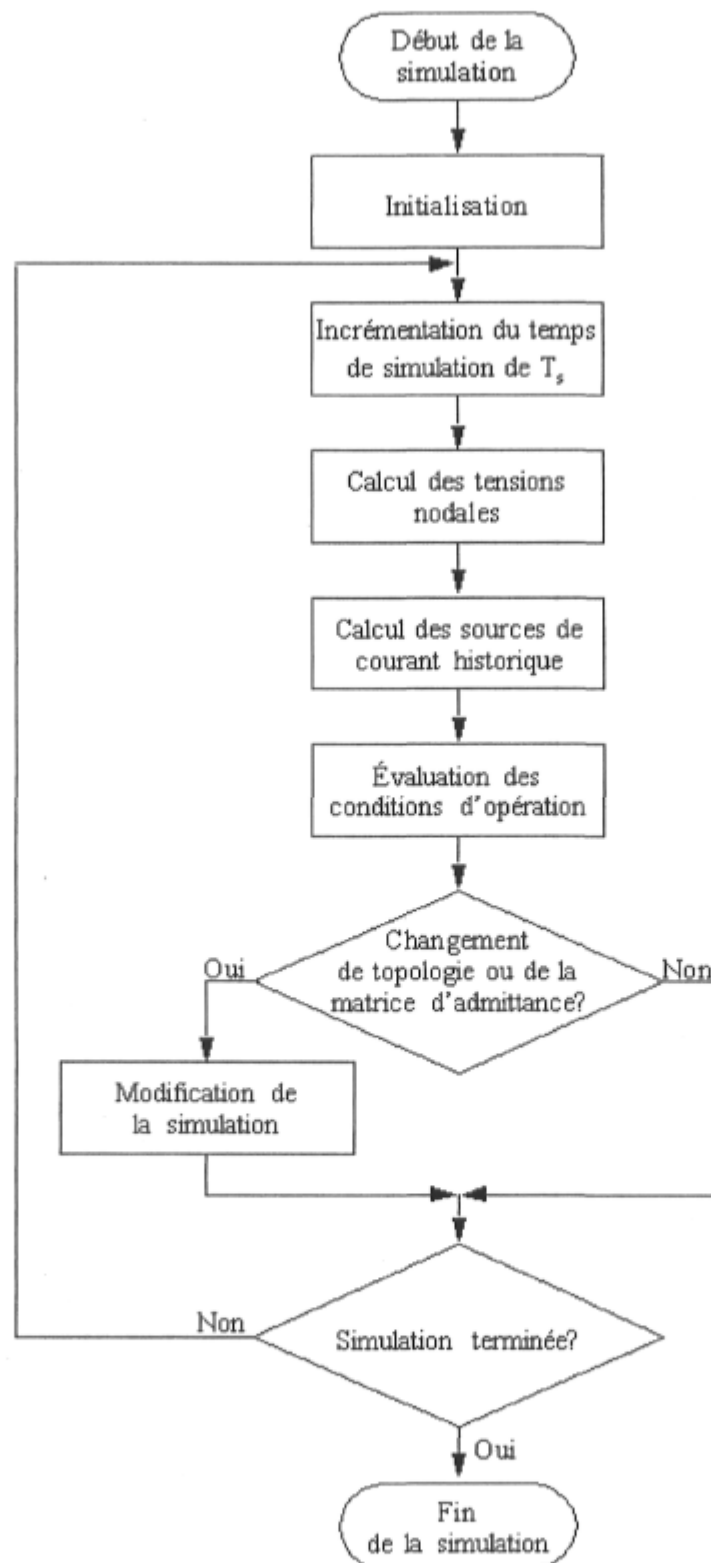 Début de la
simulation
Initialisation
Incrémentation du temps
de simulation de Tₛ
Calcul des tensions
nodales
Calcul des sources de
courant historique
Évaluation des
conditions d'opération
Changement
de topologie ou de la
matrice d'admittance?
Oui
Non
Modification de
la simulation
Non
Simulation terminée?
Oui
Fin
de la simulation